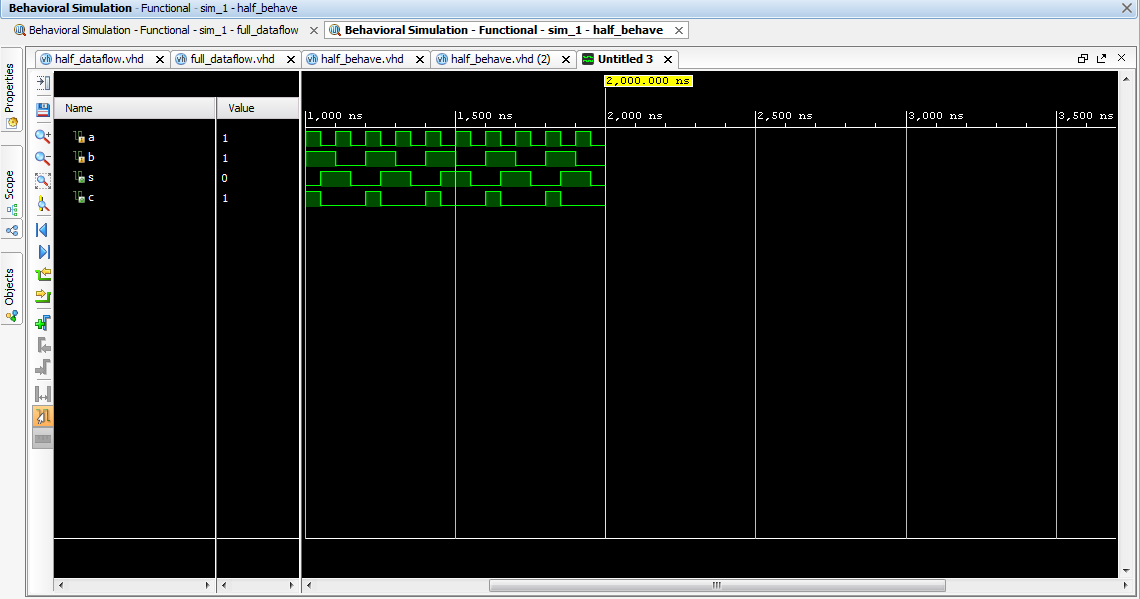 Behavioral Simulation - Functional - sim_1 - half_behave
Behavioral Simulation - Functional - sim_1 - full_dataflow
Behavioral Simulation - Functional - sim_1 - half_behave
half_dataflow.vhd
full_dataflow.vhd
half_behave.vhd
half_behave.vhd (2)
Untitled 3
Properties
Scope
Objects
Name
Value
2,000.000 ns
1,000 ns
1,500 ns
2,000 ns
2,500 ns
3,000 ns
3,500 ns
a 1
b 1
s 0
c 1